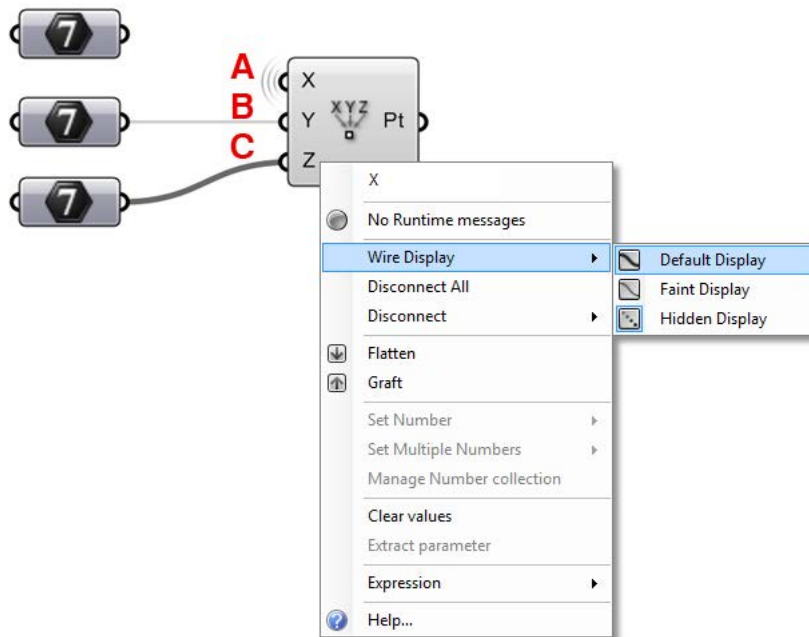 7
A
X
B
7
Y
X Y Z
Pt
C
Z
7
X
No Runtime messages
Wire Display
Default Display
Disconnect All
Faint Display
Disconnect
Hidden Display
Flatten
Graft
Set Number
Set Multiple Numbers
Manage Number collection
Clear values
Extract parameter
Expression
Help...